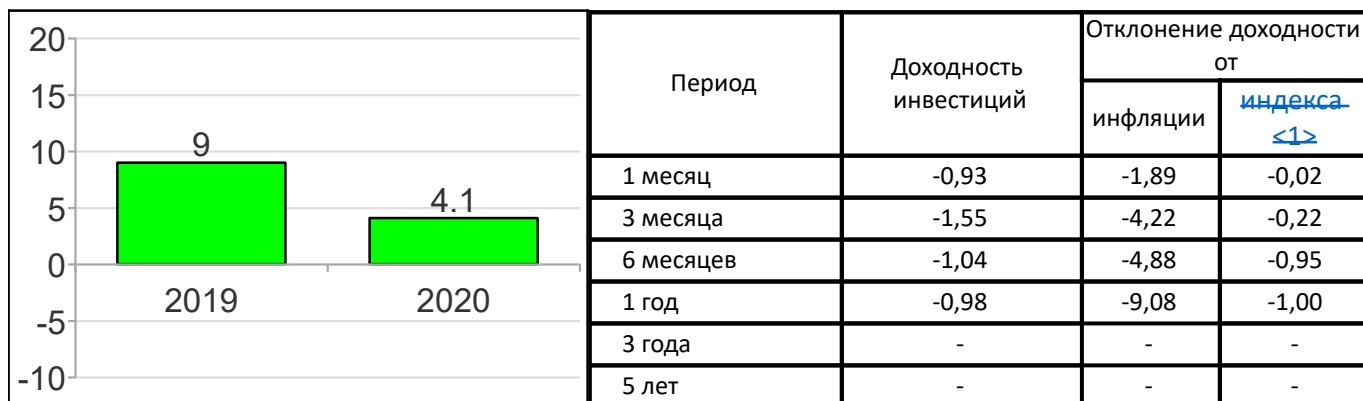 20
15
10
5
0
-5
-10
9
4.1
2019 2020
Период
Доходность
инвестиций
Отклонение доходности
от
инфляции
индекса
<1>
1 месяц -0,93 -1,89 -0,02
3 месяца -1,55 -4,22 -0,22
6 месяцев -1,04 -4,88 -0,95
1 год -0,98 -9,08 -1,00
3 года - - -
5 лет - - -